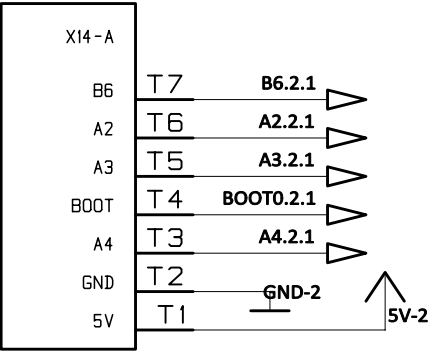 X14-A
B6 T7 B6.2.1
A2 T6 A2.2.1
A3 T5 A3.2.1
BOOT T4 BOOT0.2.1
A4 T3 A4.2.1
GND T2 GND-2
5V T1 5V-2